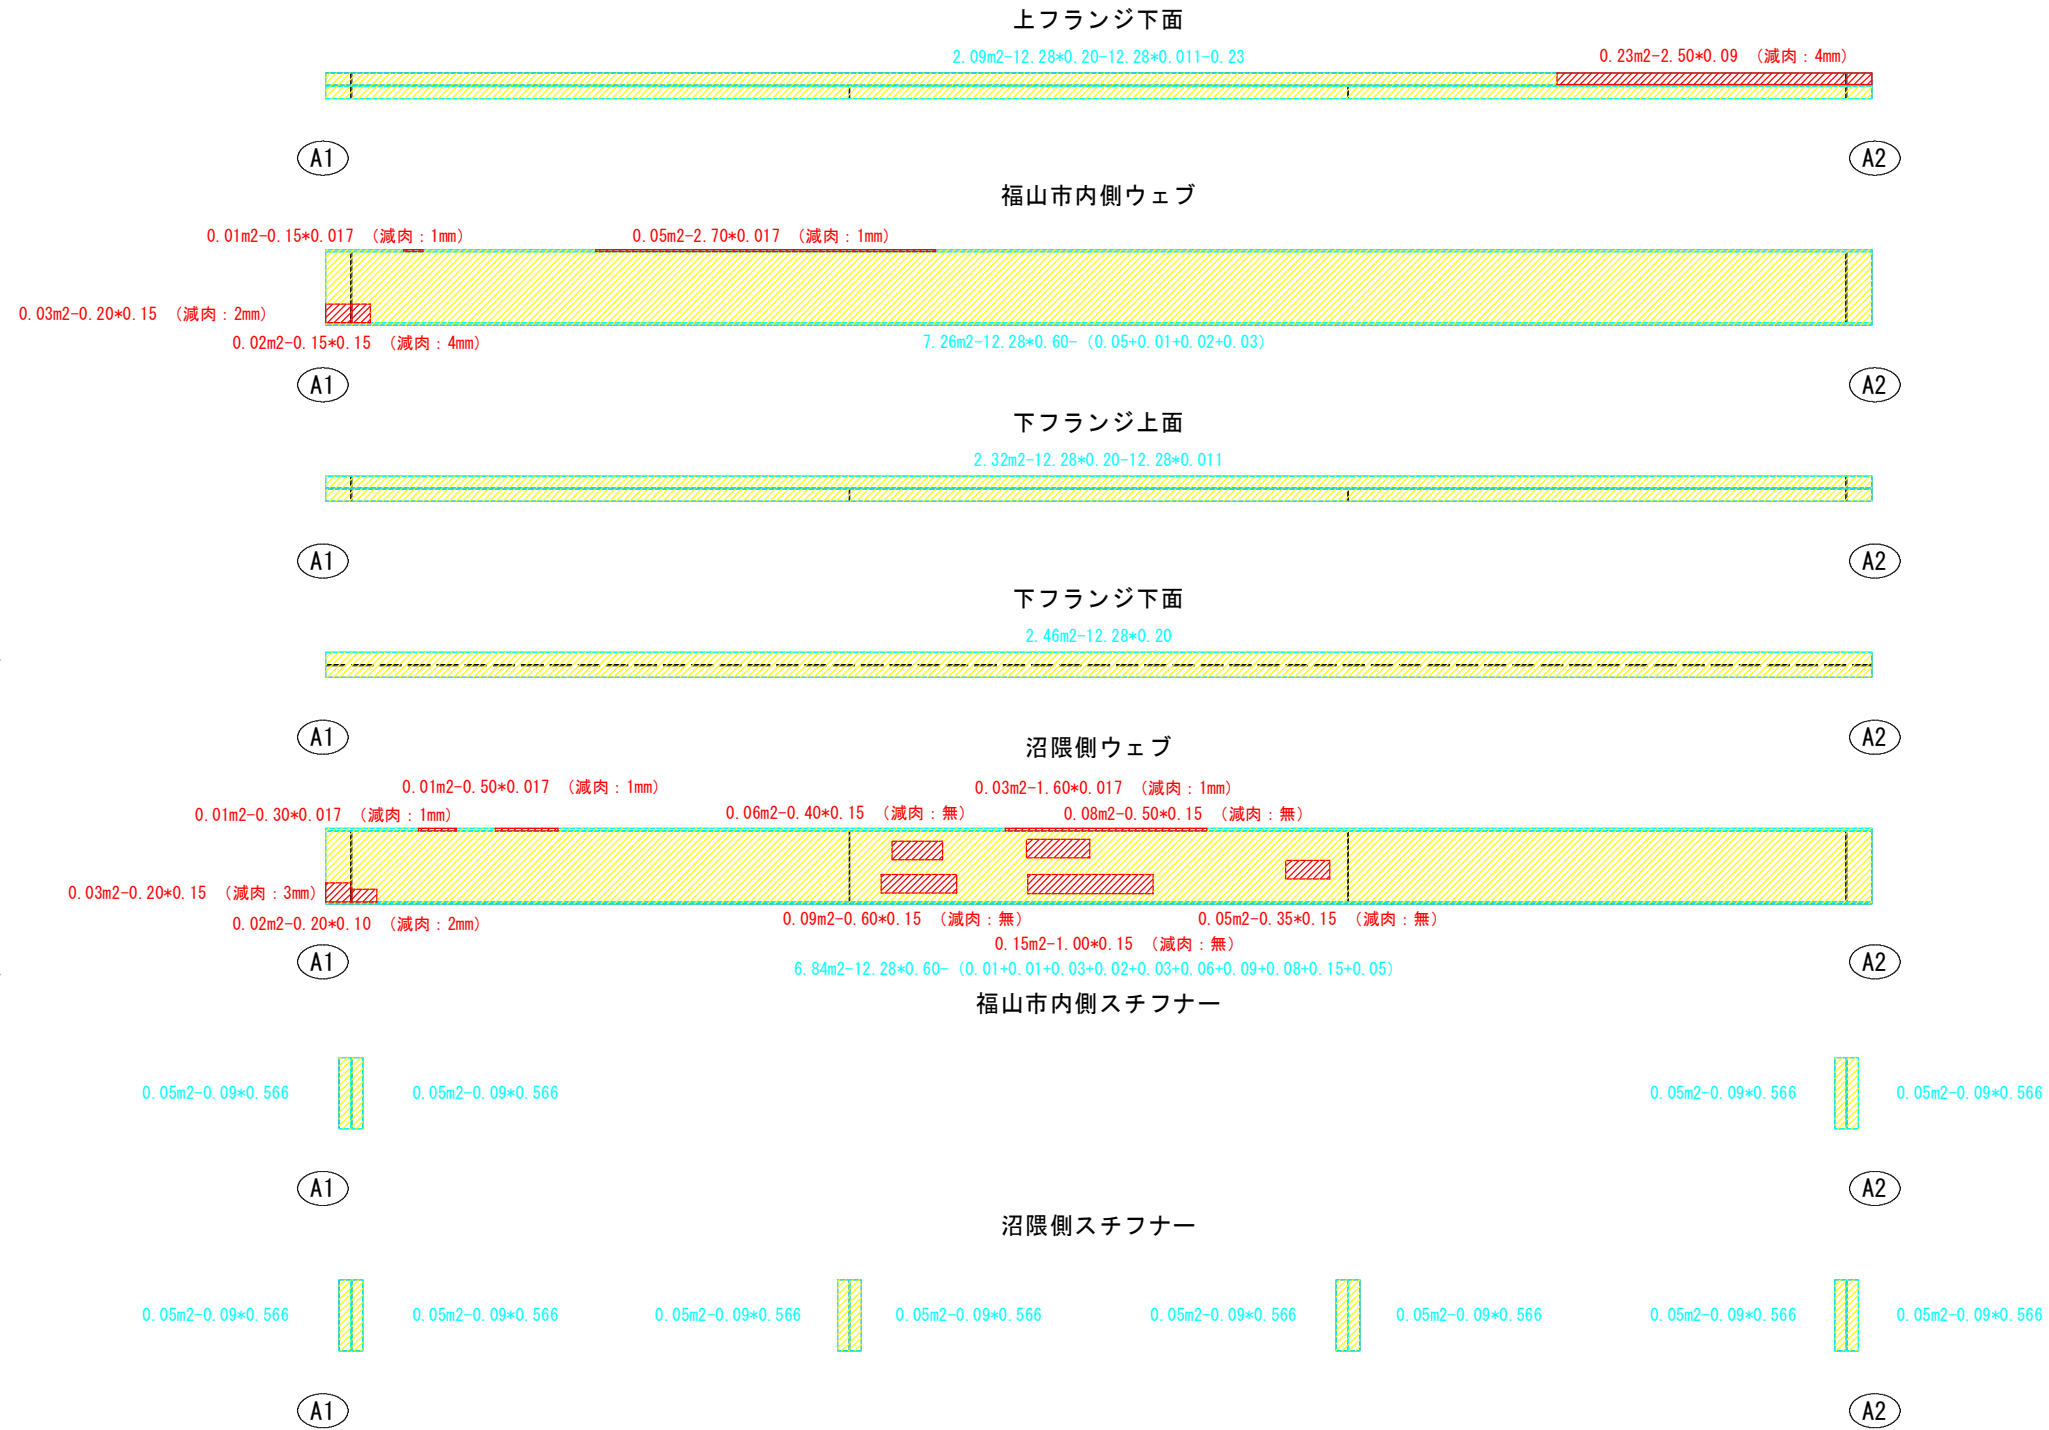 上フランジ下面
2.09m2-12.28*0.20-12.28*0.011-0.23
0.23m2-2.50*0.09 （減肉：4mm）
A1
A2
福山市内側ウェブ
0.01m2-0.15*0.017 （減肉：1mm）
0.05m2-2.70*0.017 （減肉：1mm）
0.03m2-0.20*0.15 （減肉：2mm）
0.02m2-0.15*0.15 （減肉：4mm）
7.26m2-12.28*0.60-（0.05+0.01+0.02+0.03）
A1
A2
下フランジ上面
2.32m2-12.28*0.20-12.28*0.011
A1
A2
下フランジ下面
2.46m2-12.28*0.20
A1
A2
沼隈側ウェブ
0.01m2-0.50*0.017 （減肉：1mm）
0.03m2-1.60*0.017 （減肉：1mm）
0.01m2-0.30*0.017 （減肉：1mm）
0.06m2-0.40*0.15 （減肉：無）
0.08m2-0.50*0.15 （減肉：無）
0.03m2-0.20*0.15 （減肉：3mm）
0.02m2-0.20*0.10 （減肉：2mm）
0.09m2-0.60*0.15 （減肉：無）
0.05m2-0.35*0.15 （減肉：無）
0.15m2-1.00*0.15 （減肉：無）
6.84m2-12.28*0.60-（0.01+0.01+0.03+0.02+0.03+0.06+0.09+0.08+0.15+0.05）
A1
A2
福山市内側スチフナー
0.05m2-0.09*0.566
0.05m2-0.09*0.566
0.05m2-0.09*0.566
0.05m2-0.09*0.566
A1
A2
沼隈側スチフナー
0.05m2-0.09*0.566
0.05m2-0.09*0.566
0.05m2-0.09*0.566
0.05m2-0.09*0.566
0.05m2-0.09*0.566
0.05m2-0.09*0.566
0.05m2-0.09*0.566
0.05m2-0.09*0.566
A1
A2